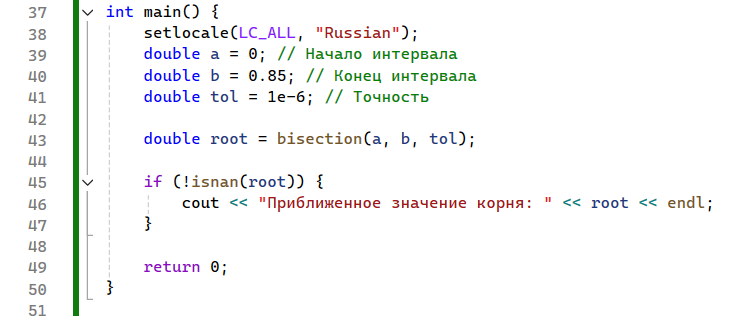 37 int main() {
38 setlocale(LC_ALL, "Russian");
39 double a = 0; // Начало интервала
40 double b = 0.85; // Конец интервала
41 double tol = 1e-6; // Точность
42
43 double root = bisection(a, b, tol);
44
45 if (!isnan(root)) {
46 cout << "Приближенное значение корня: " << root << endl;
47 }
48
49 return 0;
50 }
51